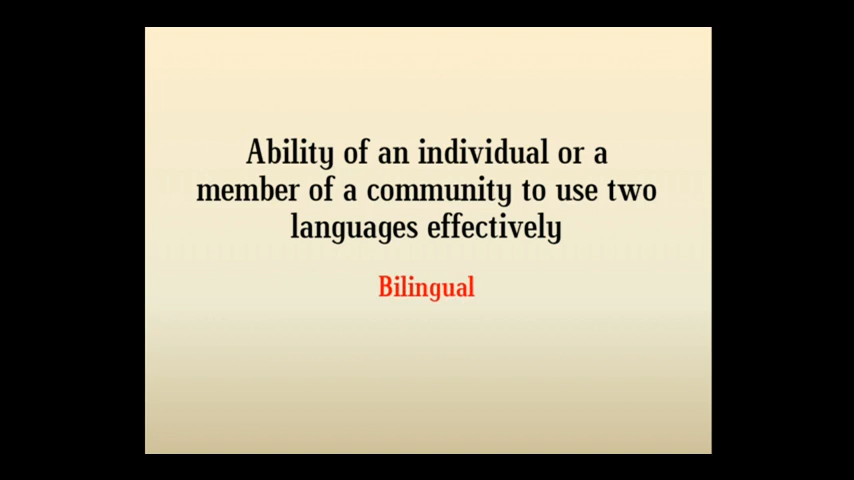 Ability of an individual or a
member of a community to use two
languages effectively
Bilingual